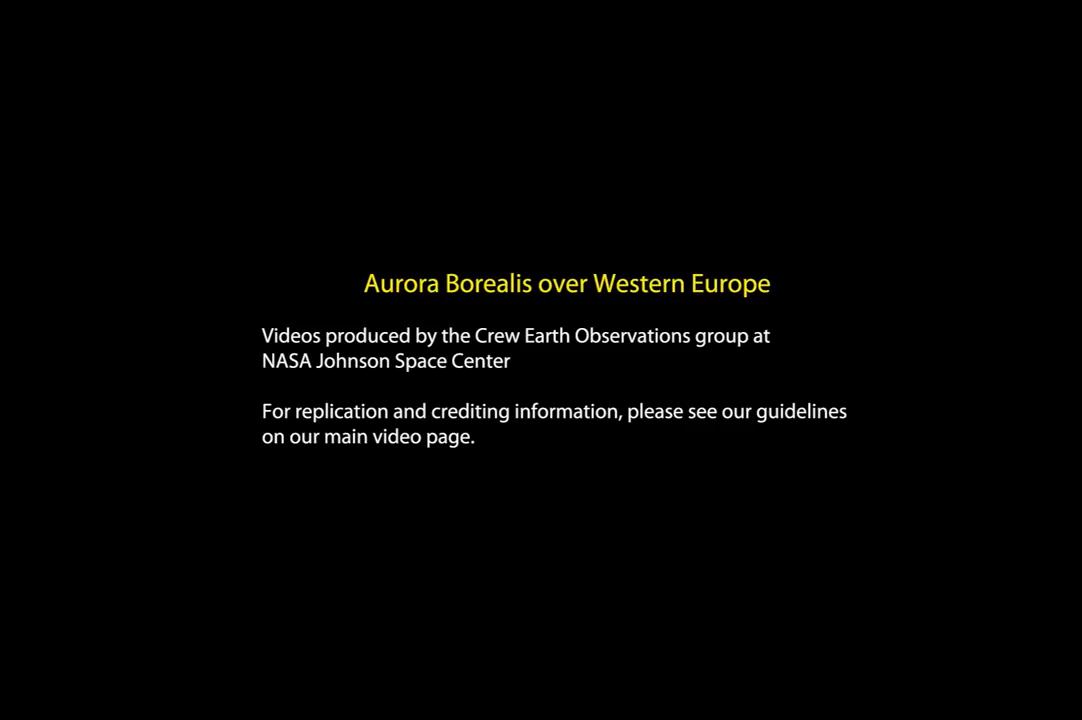 Aurora Borealis over Western Europe
Videos produced by the Crew Earth Observations group at
NASA Johnson Space Center
For replication and crediting information, please see our guidelines
on our main video page.